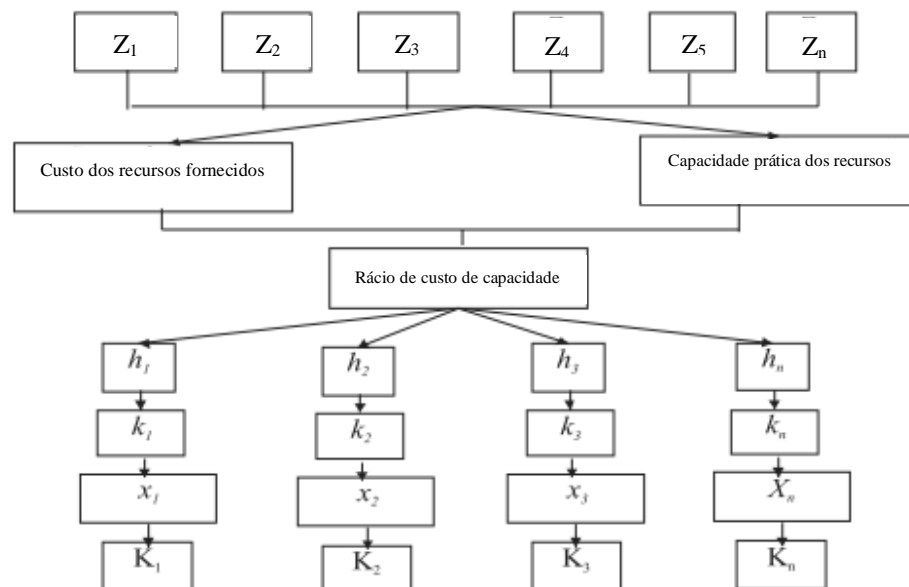 Z1 Z2 Z3 Z4 Z5 Zn
Custo dos recursos fornecidos
Capacidade prática dos recursos
Rácio de custo de capacidade
h1 h2 h3 hn
k1 k2 k3 kn
x1 x2 x3 Xn
K1 K2 K3 Kn